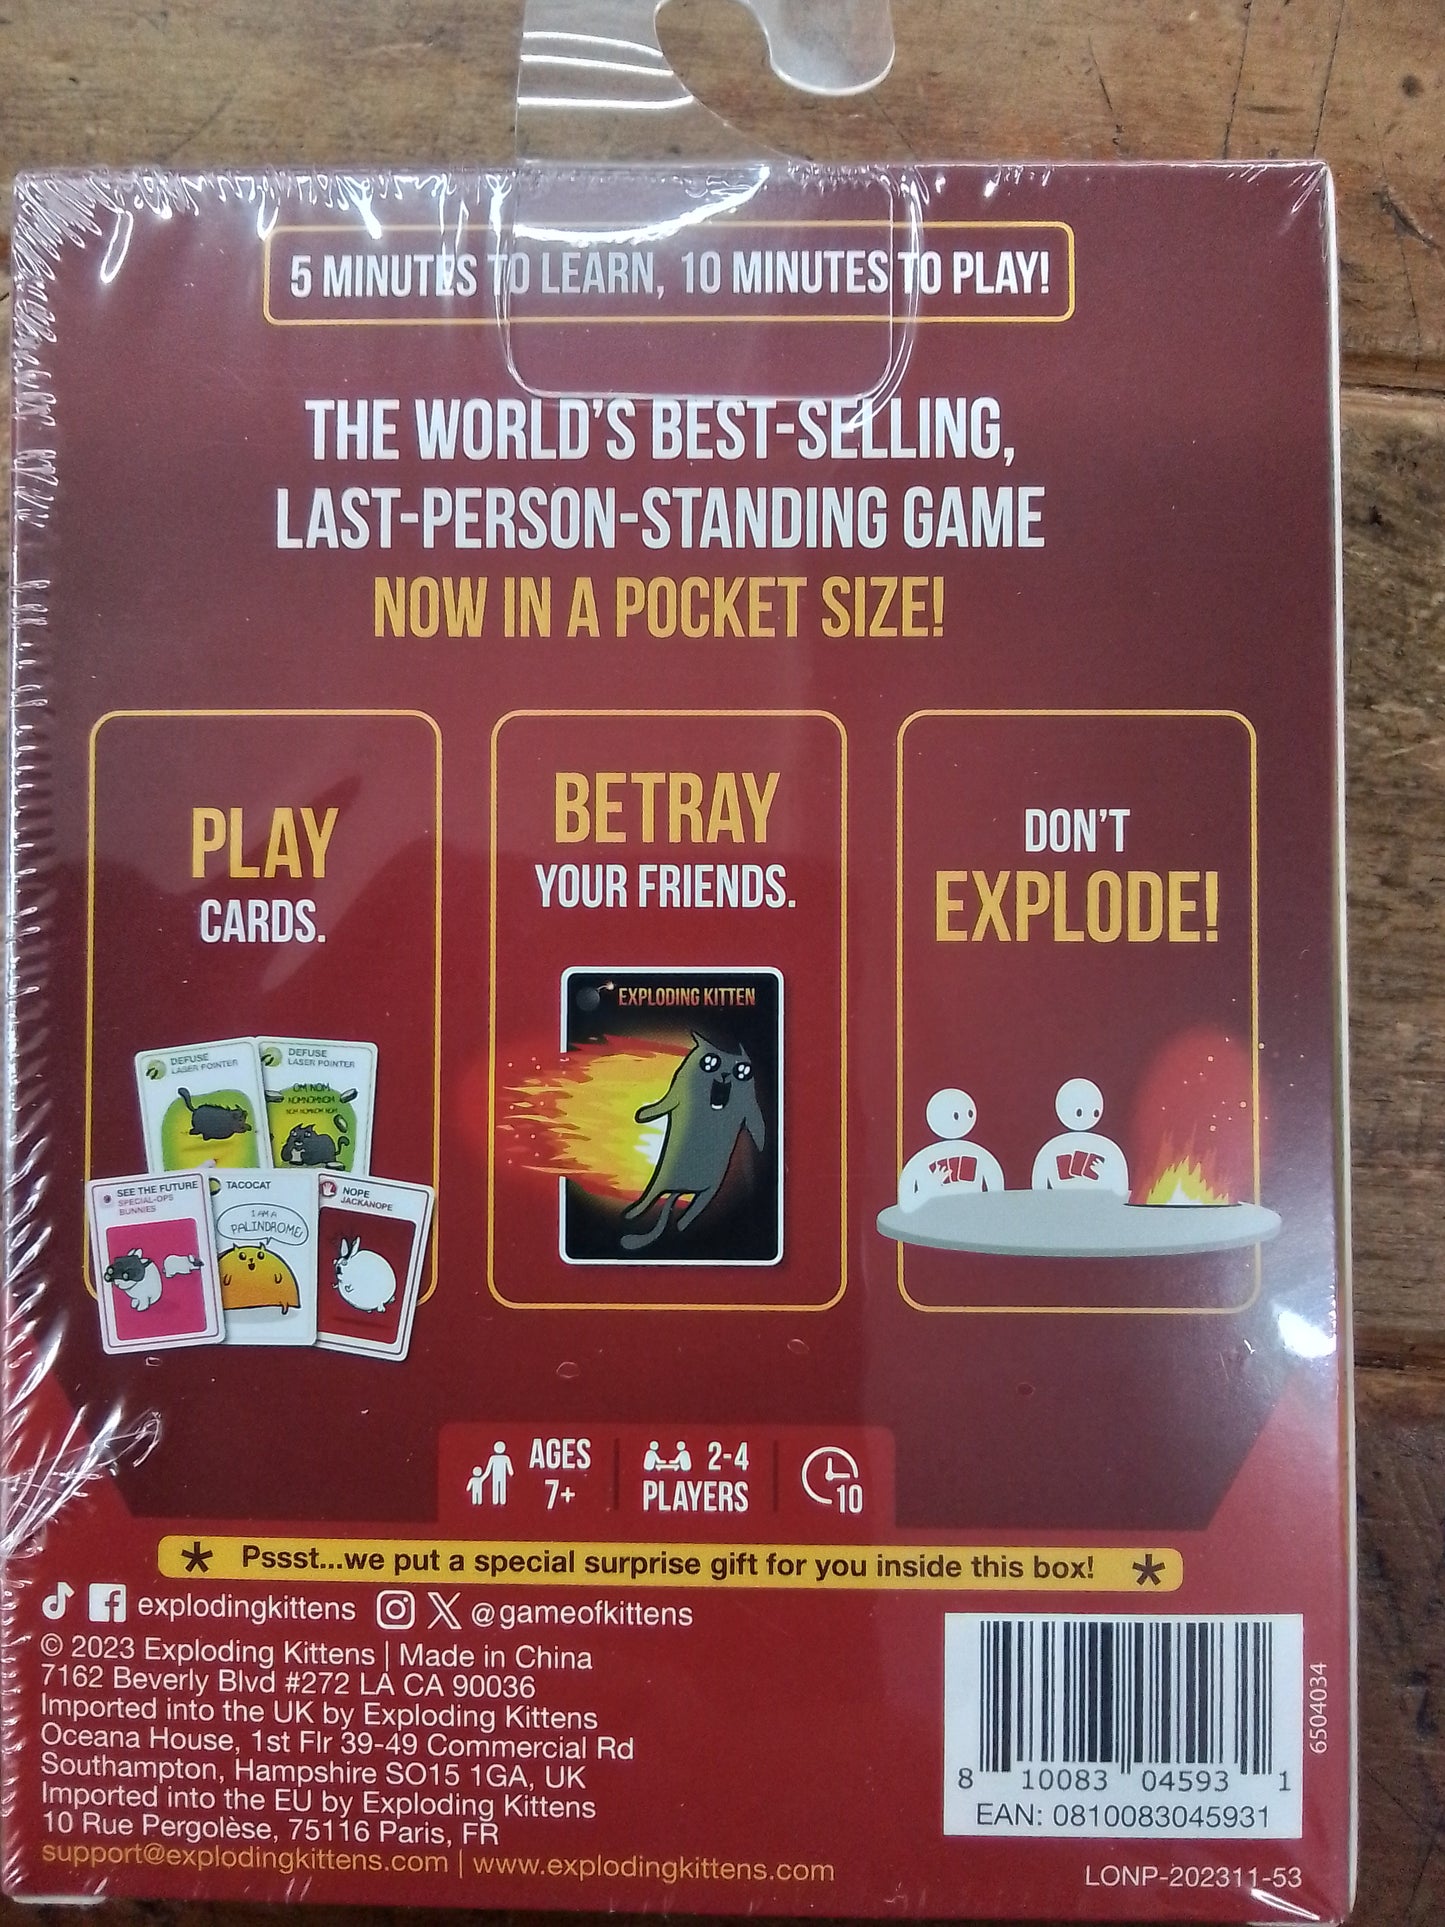 5 MINUTES TO LEARN, 10 MINUTES TO PLAY!
THE WORLD'S BEST-SELLING,
LAST-PERSON-STANDING GAME
NOW IN A POCKET SIZE!
PLAY
CARDS.
DEFUSE
LASER POINTER
DEFUSE
LASER POINTER
OM NOM
NOMNOMNOM
NOM NOMNOM NOM
SEE THE FUTURE
SPECIAL-OPS
BUNNIES
TACOCAT
I AM A
PALINDROME
NOPE
JACKANOPE
BETRAY
YOUR FRIENDS.
EXPLODING KITTEN
DON'T
EXPLODE!
AGES
7+
2-4
PLAYERS
10
* Pssst...we put a special surprise gift for you inside this box! *
explodingkittens @gameofkittens
© 2023 Exploding Kittens | Made in China
7162 Beverly Blvd #272 LA CA 90036
Imported into the UK by Exploding Kittens
Oceana House, 1st Flr 39-49 Commercial Rd
Southampton, Hampshire SO15 1GA, UK
Imported into the EU by Exploding Kittens
10 Rue Pergolèse, 75116 Paris, FR
support@explodingkittens.com | www.explodingkittens.com
8 10083 04593 1
EAN: 0810083045931
6504034
LONP-202311-53